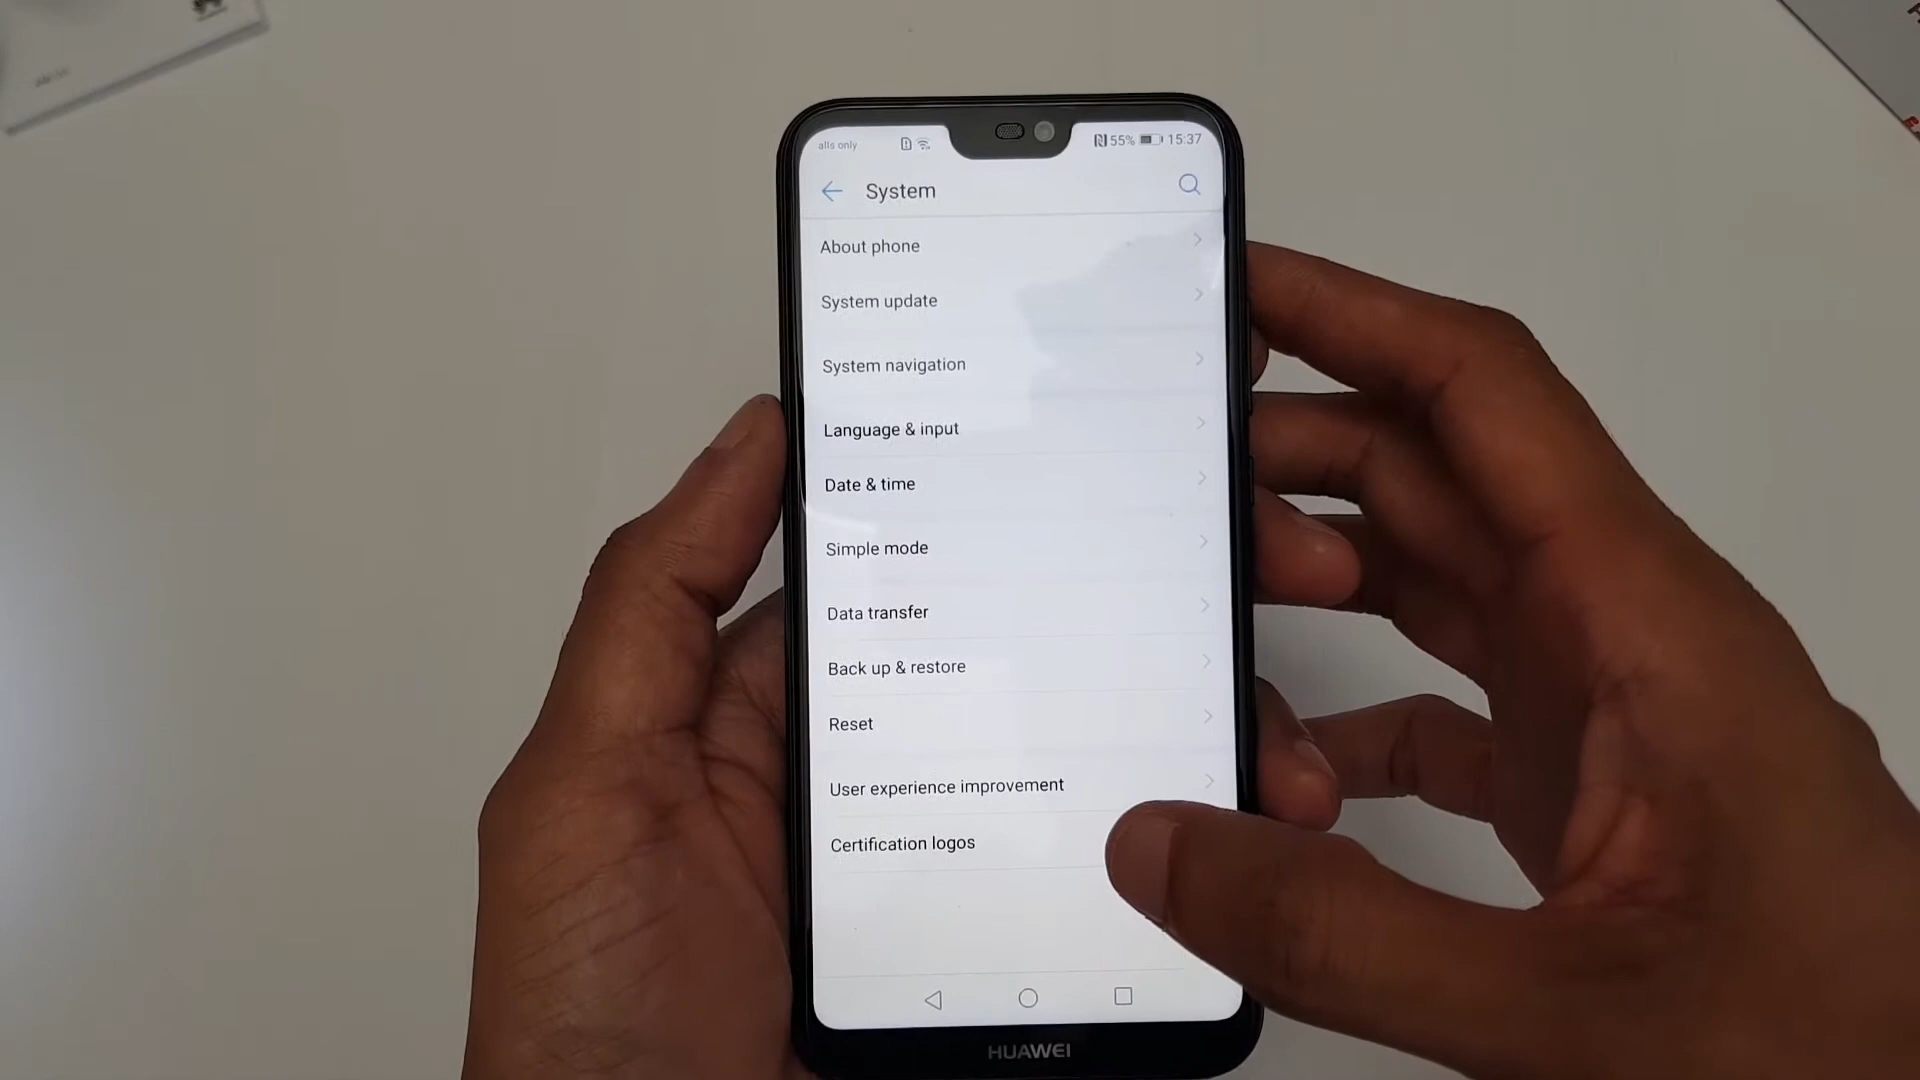 alls only 55% 15:37
System
About phone
System update
System navigation
Language & input
Date & time
Simple mode
Data transfer
Back up & restore
Reset
User experience improvement
Certification logos
HUAWEI